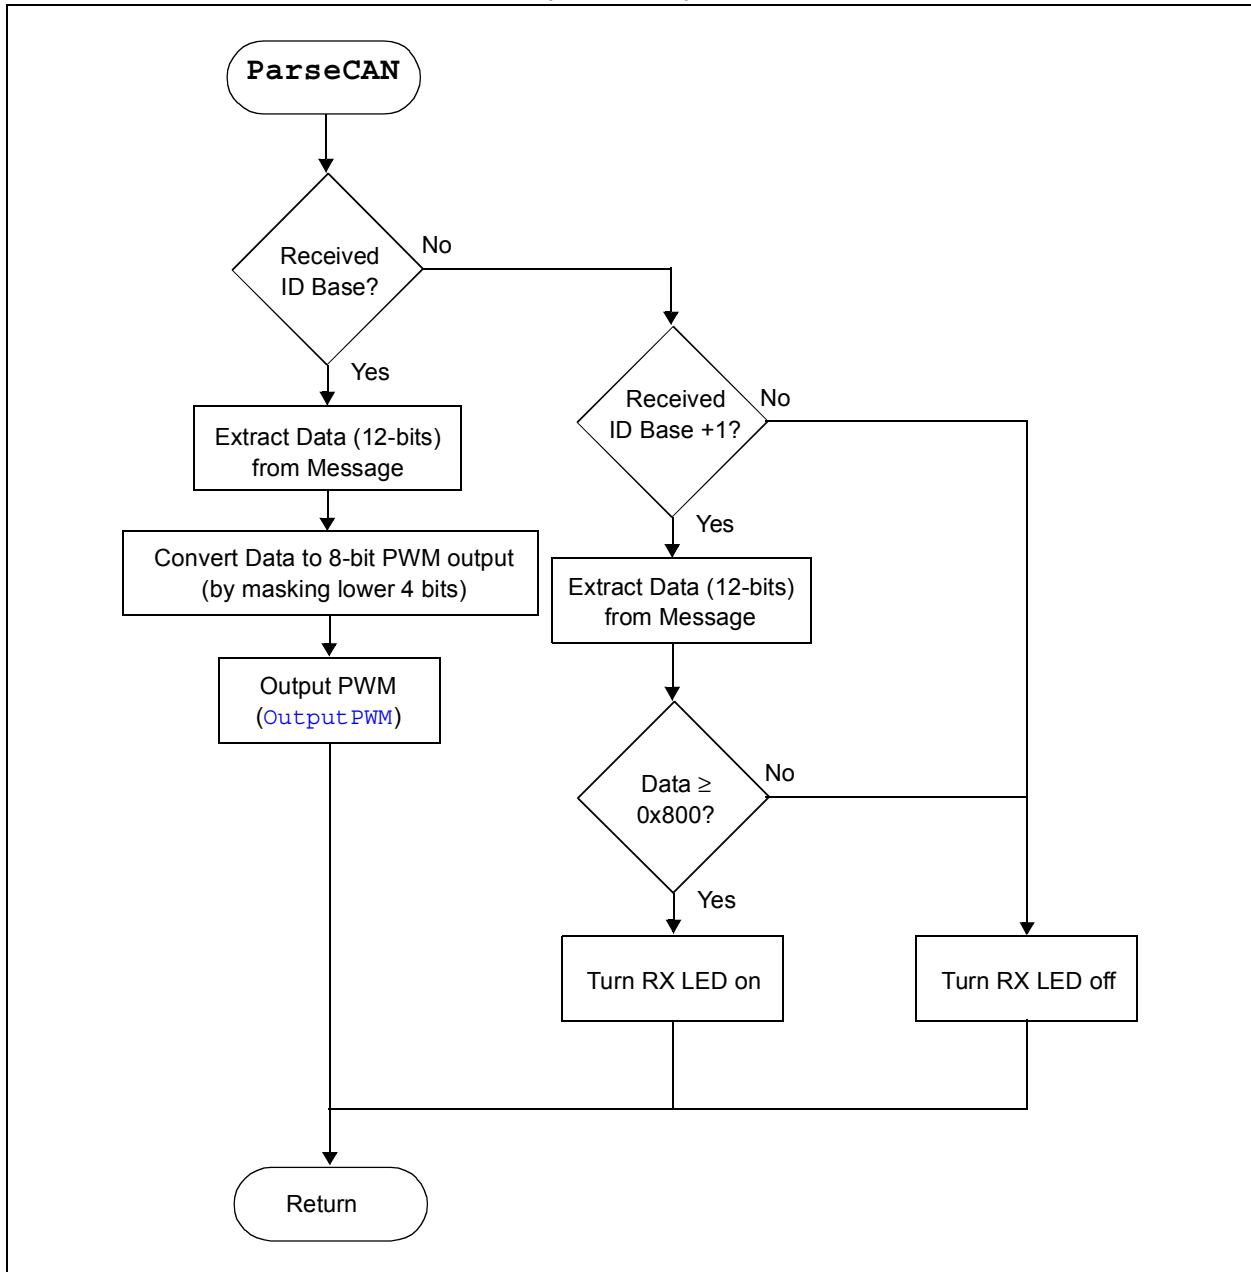 ParseCAN
Received
ID Base?
No
Yes
Extract Data (12-bits)
from Message
Convert Data to 8-bit PWM output
(by masking lower 4 bits)
Output PWM
(OutputPWM)
Received
ID Base +1?
No
Yes
Extract Data (12-bits)
from Message
Data ≥
0x800?
No
Yes
Turn RX LED on
Turn RX LED off
Return